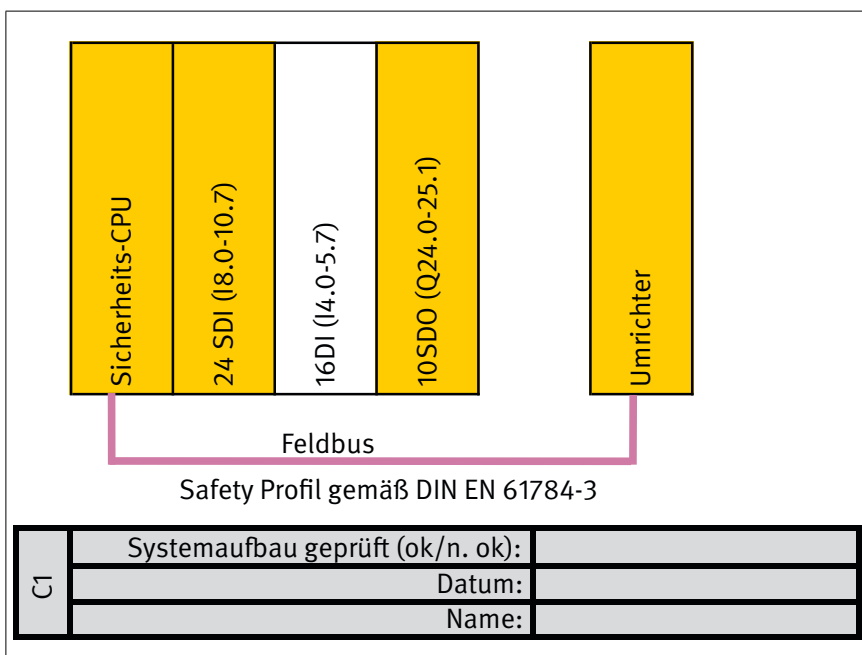 Sicherheits-CPU
24 SDI (I8.0-10.7)
16DI (I4.0-5.7)
10SDO (Q24.0-25.1)
Umrichter
Feldbus
Safety Profil gemäß DIN EN 61784-3
C1
Systemaufbau geprüft (ok/n. ok):
Datum:
Name: